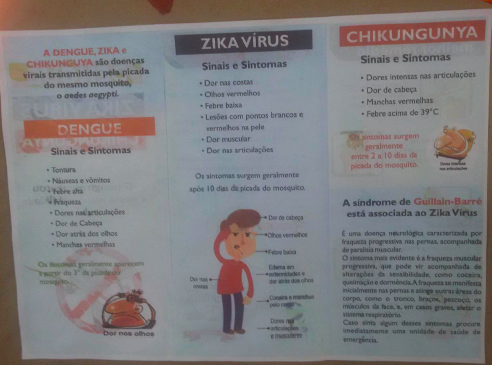 A DENGUE, ZIKA e
CHIKUNGUYA são doenças
virais transmitidas pela picada
do mesmo mosquito,
o aedes aegypti.
DENGUE
Sinais e Sintomas
• Tontura
• Náuseas e vômitos
• Febre alta
• Fraqueza
• Dores nas articulações
• Dor de Cabeça
• Dor atrás dos olhos
• Manchas vermelhas
Os sintomas geralmente aparecem
a partir do 3° da picada do
mosquito.
Dor nos olhos
ZIKA VÍRUS
Sinais e Sintomas
• Dor nas costas
• Olhos vermelhos
• Febre baixa
• Lesões com pontos brancos e
vermelhos na pele
• Dor muscular
• Dor nas articulações
Os sintomas surgem geralmente
após 10 dias da picada do mosquito.
Dor de cabeça
Olhos vermelhos
Febre baixa
Edema em
extremidades e
dor atrás dos olhos
Coceira e manchas
pelo corpo
Dores nas
articulações
e musculares
Dor nas
costas
CHIKUNGUNYA
Sinais e Sintomas
• Dores intensas nas articulações
• Dor de cabeça
• Manchas vermelhas
• Febre acima de 39°C
Os sintomas surgem
geralmente
entre 2 a 10 dias da
picada do mosquito.
Dores intensas
nas articulações
A síndrome de Guillain-Barré
está associada ao Zika Vírus
É uma doença neurológica caracterizada por
fraqueza progressiva nas pernas, acompanhada
de paralisia muscular.
O sintoma mais evidente é a fraqueza muscular
progressiva, que pode vir acompanhada de
alterações da sensibilidade, como coceira,
queimação e dormência. A fraqueza se manifesta
inicialmente nas pernas e atinge outras áreas do
corpo, como o tronco, braços, pescoço, os
músculos da face, e, em casos graves, afetar o
sistema respiratório.
Caso sinta algum desses sintomas procure
imediatamente uma unidade de saúde de
emergência.